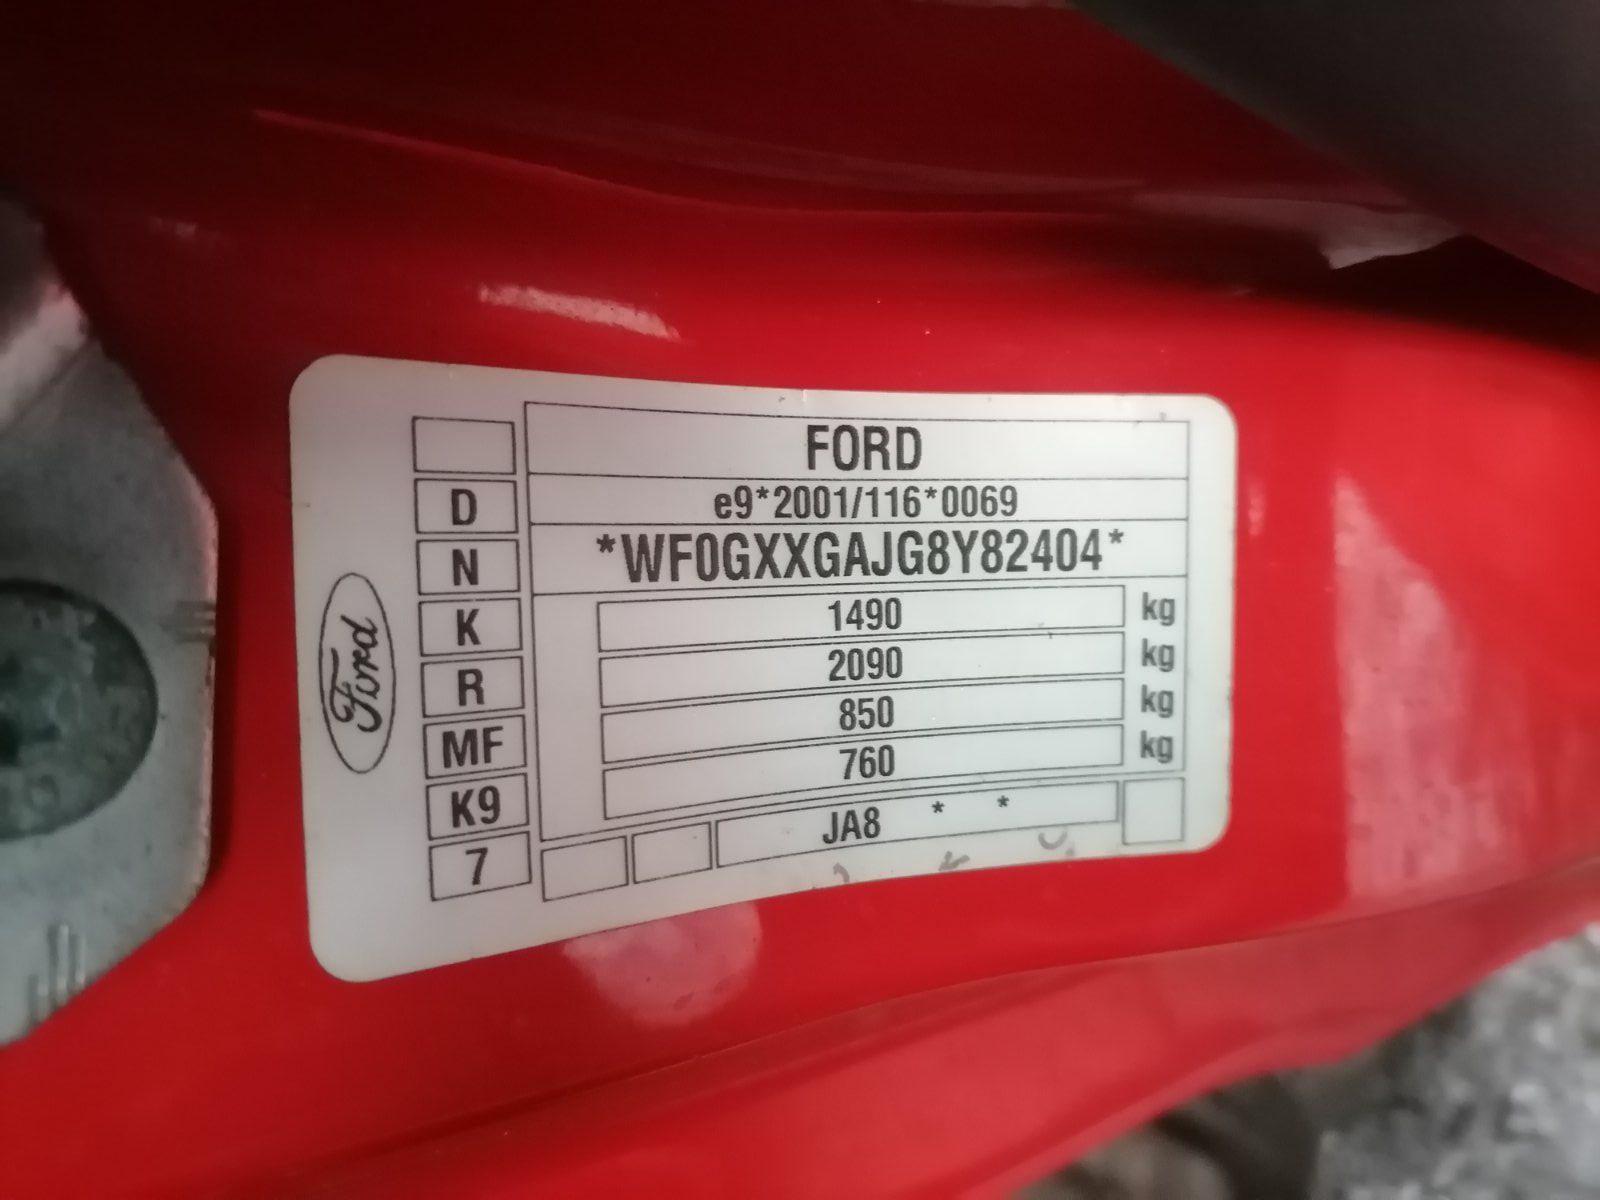 Ford
FORD
D e9*2001/116*0069
N *WF0GXXGAJG8Y82404*
K 1490 kg
R 2090 kg
MF 850 kg
K9 760 kg
7 JA8 * *